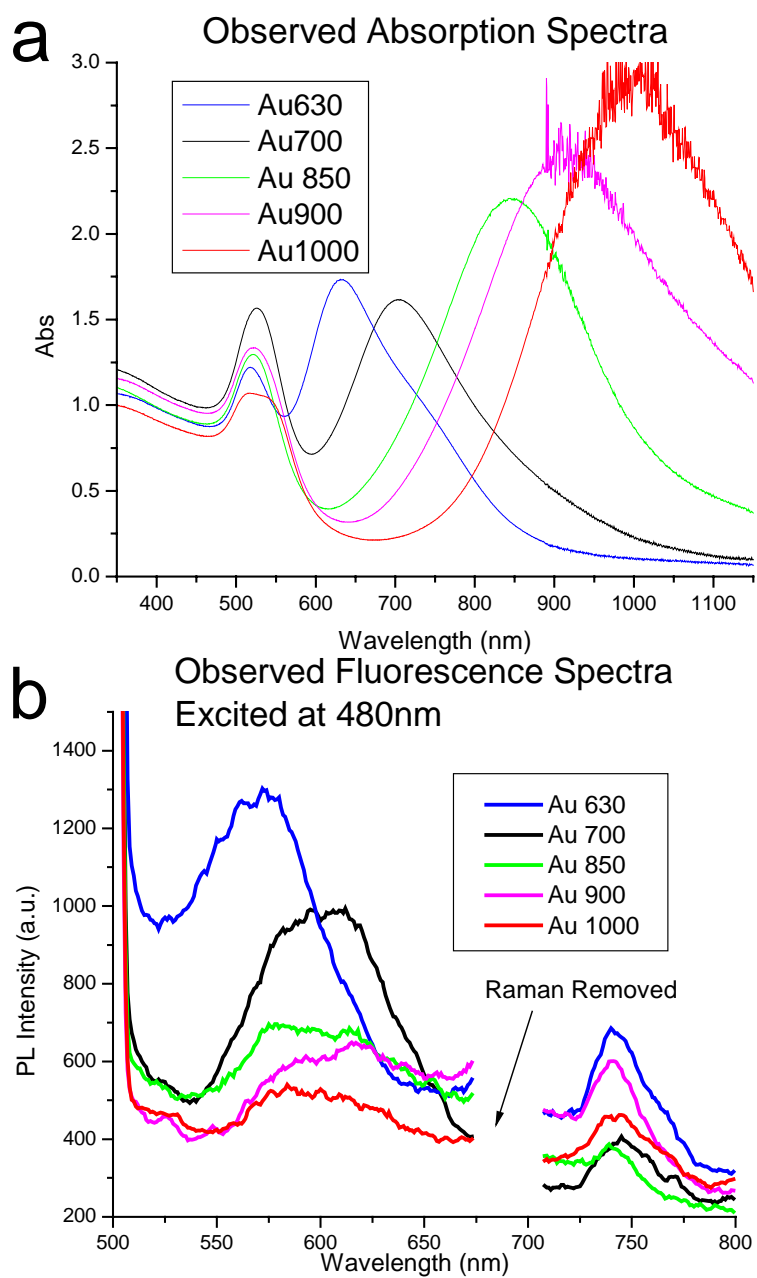 a
Observed Absorption Spectra
3.0
2.5
2.0
1.5
1.0
0.5
0.0
Abs
Au630
Au700
Au 850
Au900
Au1000
400 500 600 700 800 900 1000 1100
Wavelength (nm)
b
Observed Fluorescence Spectra
Excited at 480nm
1400
1200
1000
800
600
400
200
PL Intensity (a.u.)
Au 630
Au 700
Au 850
Au 900
Au 1000
Raman Removed
500 550 600 650 700 750 800
Wavelength (nm)